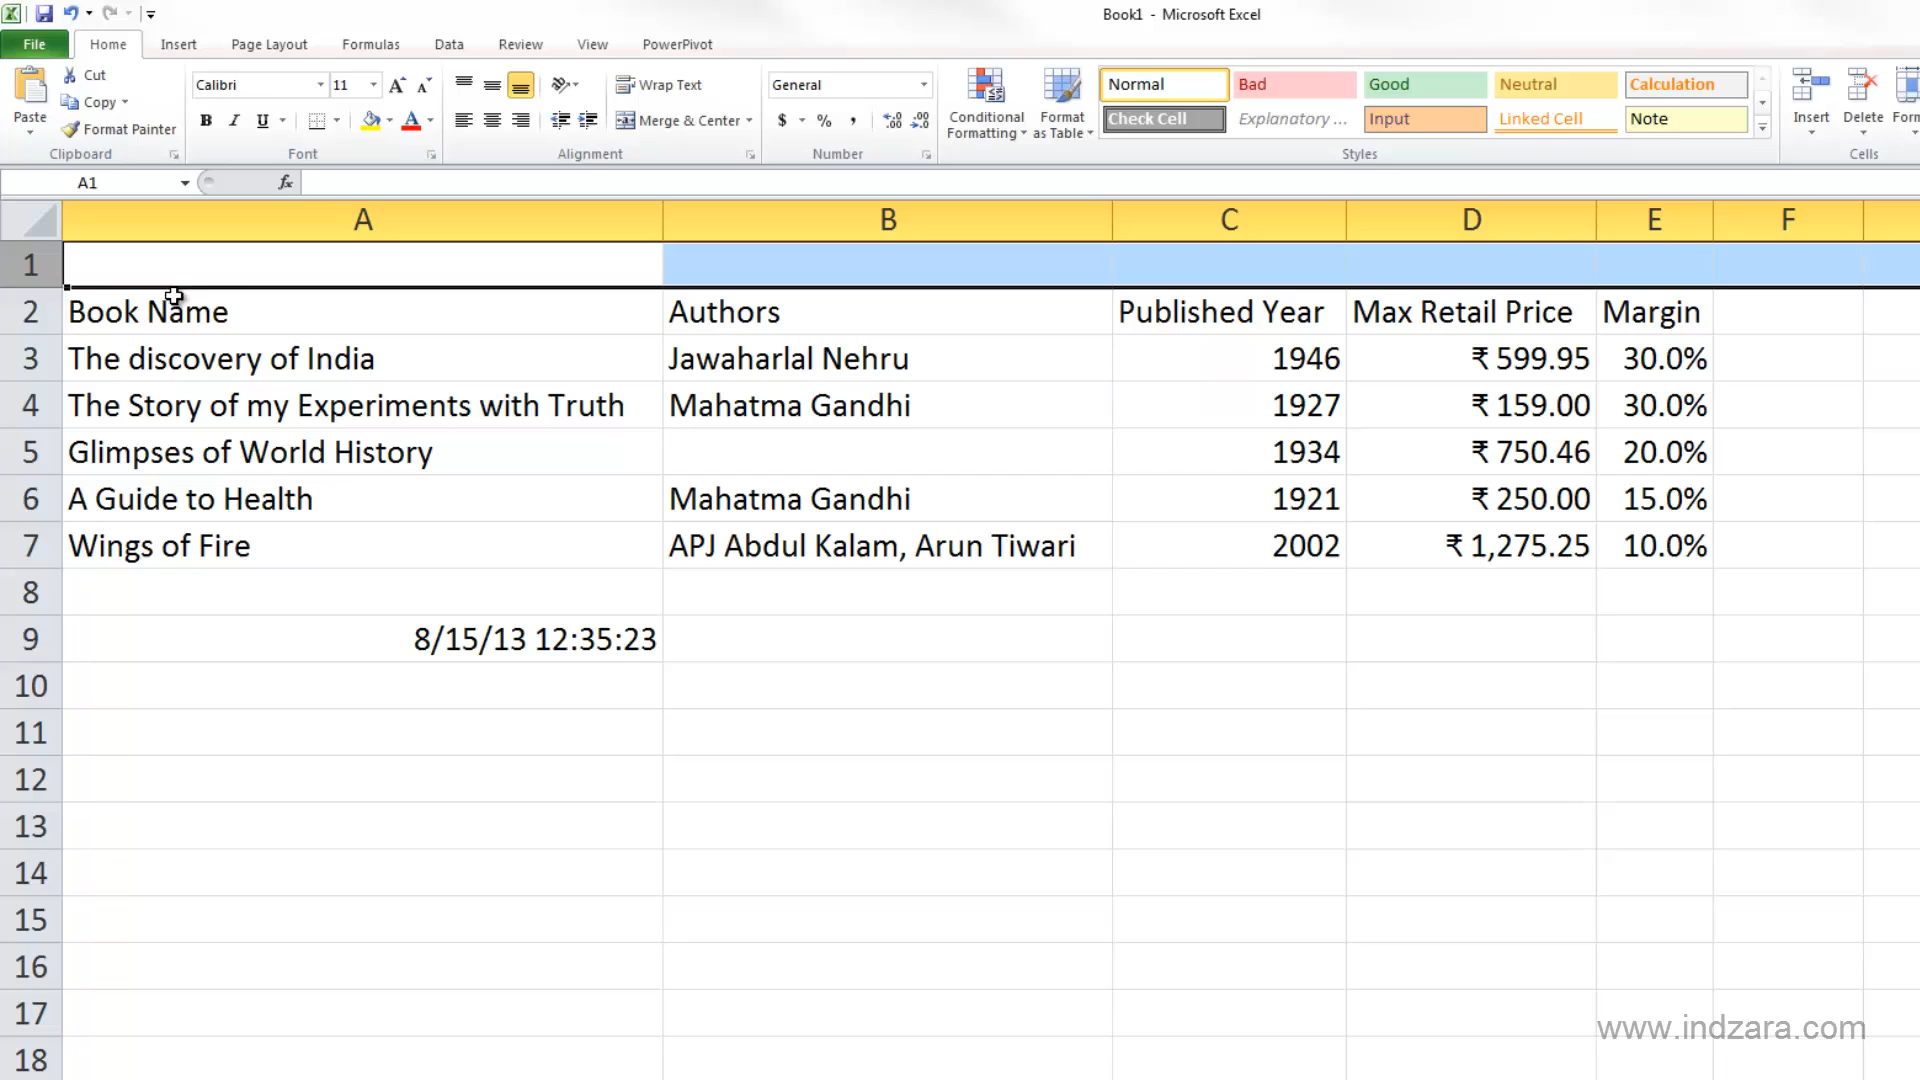 Book1 - Microsoft Excel
File Home Insert Page Layout Formulas Data Review View PowerPivot
Paste
Cut
Copy
Format Painter
Clipboard
Calibri 11
B I U
Font
Wrap Text
Merge & Center
Alignment
General
$ % ,
Number
Conditional Formatting
Format as Table
Normal Bad Good Neutral Calculation
Check Cell Explanatory ... Input Linked Cell Note
Styles
Insert Delete Form
Cells
A1 fx
A B C D E F
1
2 Book Name Authors Published Year Max Retail Price Margin
3 The discovery of India Jawaharlal Nehru 1946 ₹ 599.95 30.0%
4 The Story of my Experiments with Truth Mahatma Gandhi 1927 ₹ 159.00 30.0%
5 Glimpses of World History 1934 ₹ 750.46 20.0%
6 A Guide to Health Mahatma Gandhi 1921 ₹ 250.00 15.0%
7 Wings of Fire APJ Abdul Kalam, Arun Tiwari 2002 ₹ 1,275.25 10.0%
8
9 8/15/13 12:35:23
10
11
12
13
14
15
16
17
www.indzara.com
18